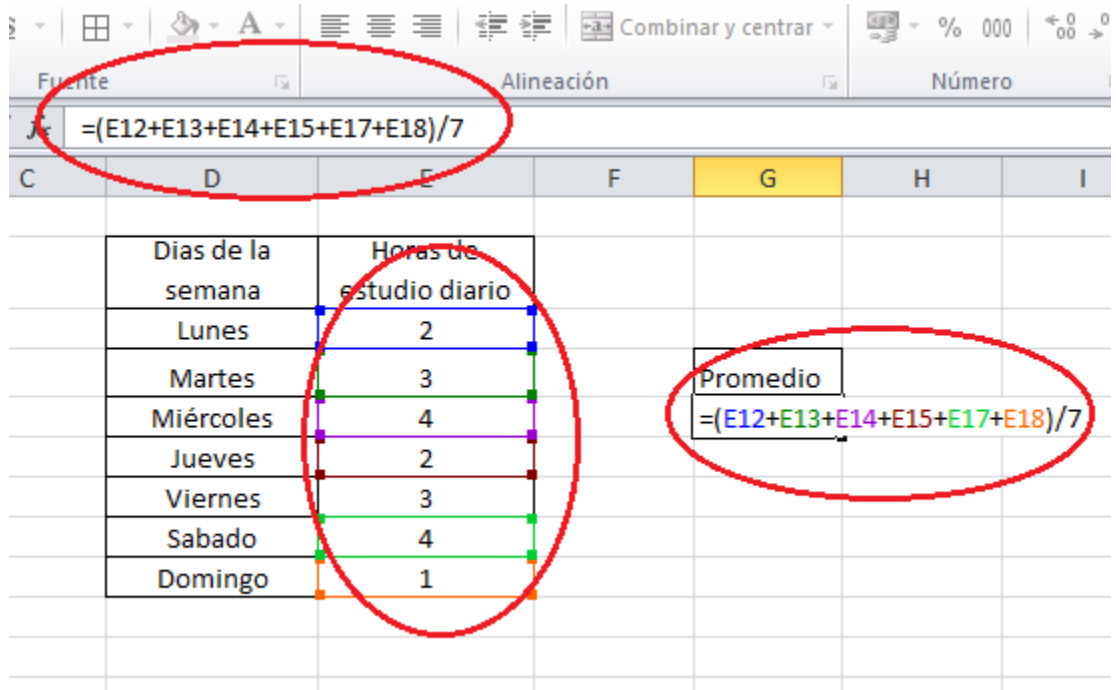 Combinar y centrar % 000
Fuente Alineación Número
fx =(E12+E13+E14+E15+E17+E18)/7
C D E F G H I
Dias de la
semana
Horas de
estudio diario
Lunes 2
Martes 3
Promedio
Miércoles 4
=(E12+E13+E14+E15+E17+E18)/7
Jueves 2
Viernes 3
Sabado 4
Domingo 1